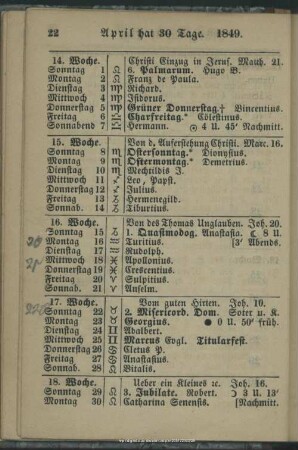 22 April hat 30 Tage. 1849.
14. Woche. Christi Einzug in Jeruf. Math. 21.
Sonntag 1 ♌ 6. Palmarum. Hugo B.
Montag 2 ♌ Franz de Paula.
Dienstag 3 ♍ Richard.
Mittwoch 4 ♍ Isidorus.
Donnerstag 5 ♍ Grüner Donnerstag.† Vincentius.
Freitag 6 ♎ Charfreitag.* Cölestinus.
Sonnabend 7 ♎ Hermann. 4 U. 45' Nachmitt.
15. Woche. Von d. Auferstehung Christi. Marc. 16.
Sonntag 8 ♏ Ostersonntag.* Dionysius.
Montag 9 ♏ Ostermontag.* Demetrius.
Dienstag 10 ♏ Mechtildis J.
Mittwoch 11 ♐ Leo, Papst.
Donnerstag 12 ♐ Julius.
Freitag 13 Hermenegild.
Sonnab. 14 Tiburtius.
16. Woche. Von des Thomas Unglauben. Joh. 20.
Sonntag 15 1. Quasimodog. Anastasia. ☾ 8 U.
Montag 16 ♒ Turitius. [3' Abends.
Dienstag 17 ♒ Rudolph.
Mittwoch 18 ♓ Apollonius.
Donnerstag 19 ♓ Crescentius.
Freitag 20 ♈ Sulpitius.
Sonnab. 21 ♈ Anselm.
17. Woche. Vom guten Hirten. Joh. 10.
Sonntag 22 ♉ 2. Misericord. Dom. Soter u. K.
Montag 23 ♉ Georgius. ● 0 U. 50' früh.
Dienstag 24 ♊ Adalbert.
Mittwoch 25 ♊ Marcus Evgl. Titularfest.
Donnerstag 26 ♋ Cletus P.
Freitag 27 ♋ Anastasius.
Sonnab. 28 ♌ Vitalis.
18. Woche. Ueber ein Kleines ꝛc. Joh. 16.
Sonntag 29 ♌ 3. Jubilate. Robert. ☽ 3 U. 13'
Montag 30 ♌ Catharina Senensis. [Nachmitt.